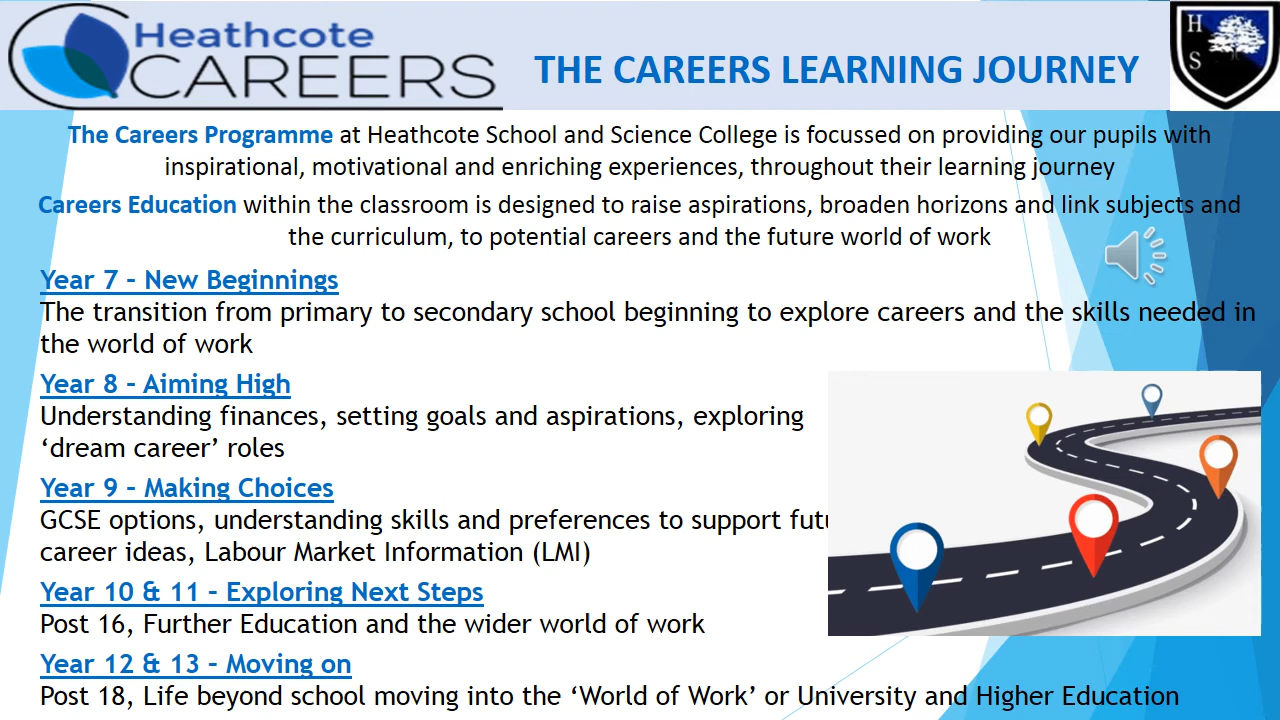 Heathcote
CAREERS
THE CAREERS LEARNING JOURNEY
H
S
The Careers Programme at Heathcote School and Science College is focussed on providing our pupils with
inspirational, motivational and enriching experiences, throughout their learning journey
Careers Education within the classroom is designed to raise aspirations, broaden horizons and link subjects and
the curriculum, to potential careers and the future world of work
Year 7 – New Beginnings
The transition from primary to secondary school beginning to explore careers and the skills needed in
the world of work
Year 8 – Aiming High
Understanding finances, setting goals and aspirations, exploring
‘dream career’ roles
Year 9 – Making Choices
GCSE options, understanding skills and preferences to support
career ideas, Labour Market Information (LMI)
Year 10 & 11 – Exploring Next Steps
Post 16, Further Education and the wider world of work
Year 12 & 13 – Moving on
Post 18, Life beyond school moving into the ‘World of Work’ or University and Higher Education